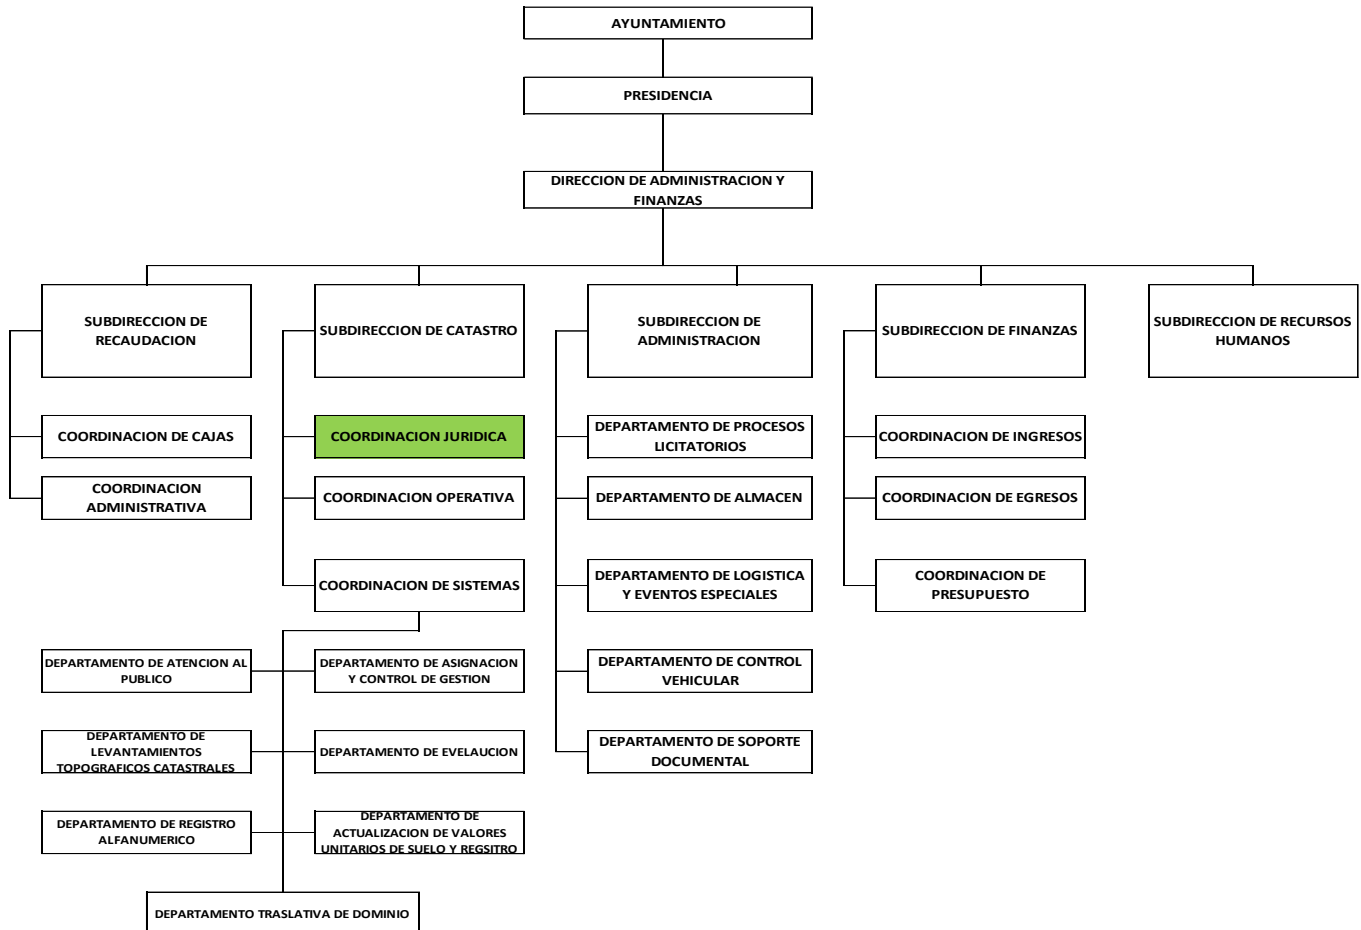 AYUNTAMIENTO
PRESIDENCIA
DIRECCION DE ADMINISTRACION Y
FINANZAS
SUBDIRECCION DE
RECAUDACION
SUBDIRECCION DE CATASTRO
SUBDIRECCION DE
ADMINISTRACION
SUBDIRECCION DE FINANZAS
SUBDIRECCION DE RECURSOS
HUMANOS
COORDINACION DE CAJAS
COORDINACION JURIDICA
DEPARTAMENTO DE PROCESOS
LICITATORIOS
COORDINACION DE INGRESOS
COORDINACION
ADMINISTRATIVA
COORDINACION OPERATIVA
DEPARTAMENTO DE ALMACEN
COORDINACION DE EGRESOS
COORDINACION DE SISTEMAS
DEPARTAMENTO DE LOGISTICA
Y EVENTOS ESPECIALES
COORDINACION DE
PRESUPUESTO
DEPARTAMENTO DE ATENCION AL
PUBLICO
DEPARTAMENTO DE ASIGNACION
Y CONTROL DE GESTION
DEPARTAMENTO DE CONTROL
VEHICULAR
DEPARTAMENTO DE
LEVANTAMIENTOS
TOPOGRAFICOS CATASTRALES
DEPARTAMENTO DE EVELAUCION
DEPARTAMENTO DE SOPORTE
DOCUMENTAL
DEPARTAMENTO DE REGISTRO
ALFANUMERICO
DEPARTAMENTO DE
ACTUALIZACION DE VALORES
UNITARIOS DE SUELO Y REGSITRO
DEPARTAMENTO TRASLATIVA DE DOMINIO